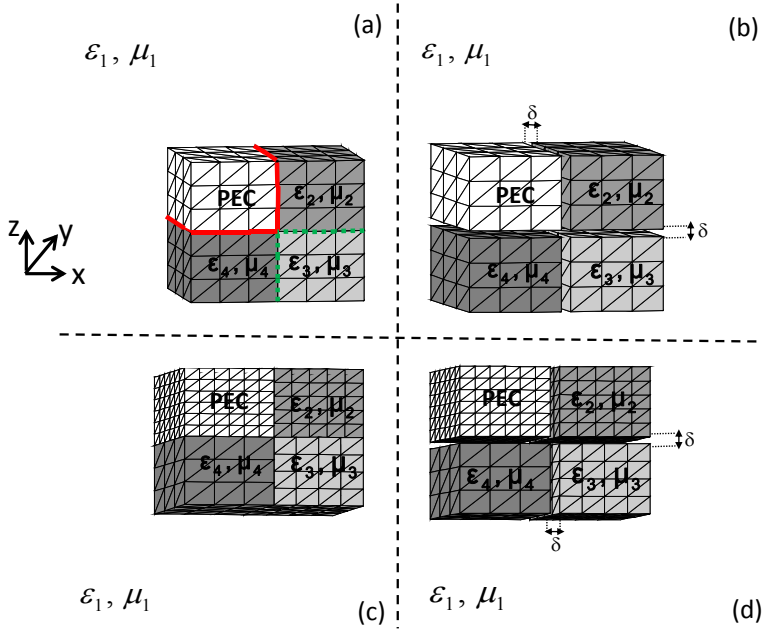 (a)
ε₁, μ₁
PEC
ε₂, μ₂
ε₄, μ₄
ε₃, μ₃
z
y
x
(b)
ε₁, μ₁
δ
PEC
ε₂, μ₂
δ
ε₄, μ₄
ε₃, μ₃
PEC
ε₂, μ₂
ε₄, μ₄
ε₃, μ₃
ε₁, μ₁
(c)
PEC
ε₂, μ₂
δ
ε₄, μ₄
ε₃, μ₃
δ
ε₁, μ₁
(d)